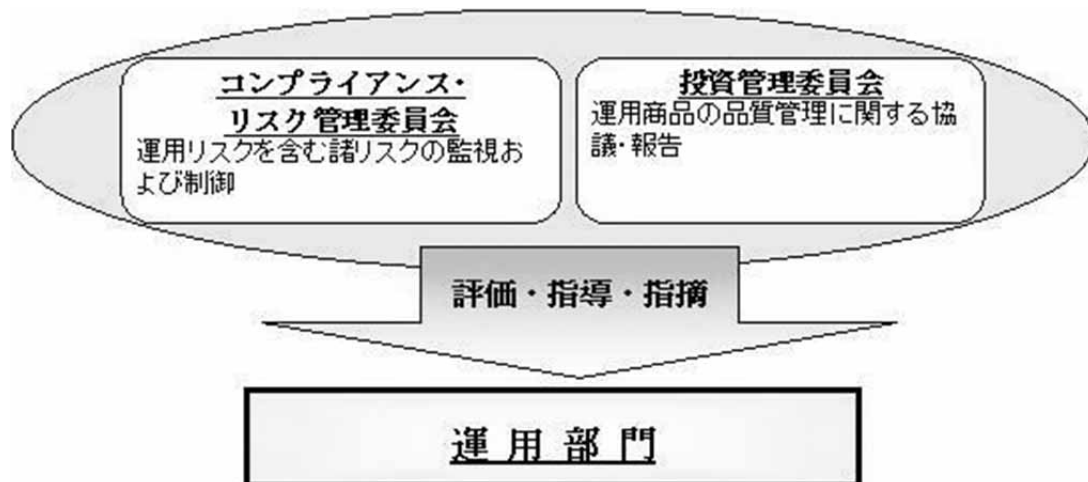 コンプライアンス・
リスク管理委員会
運用リスクを含む諸リスクの監視お
よび制御
投資管理委員会
運用商品の品質管理に関する協
議・報告
評価・指導・指摘
運用部門